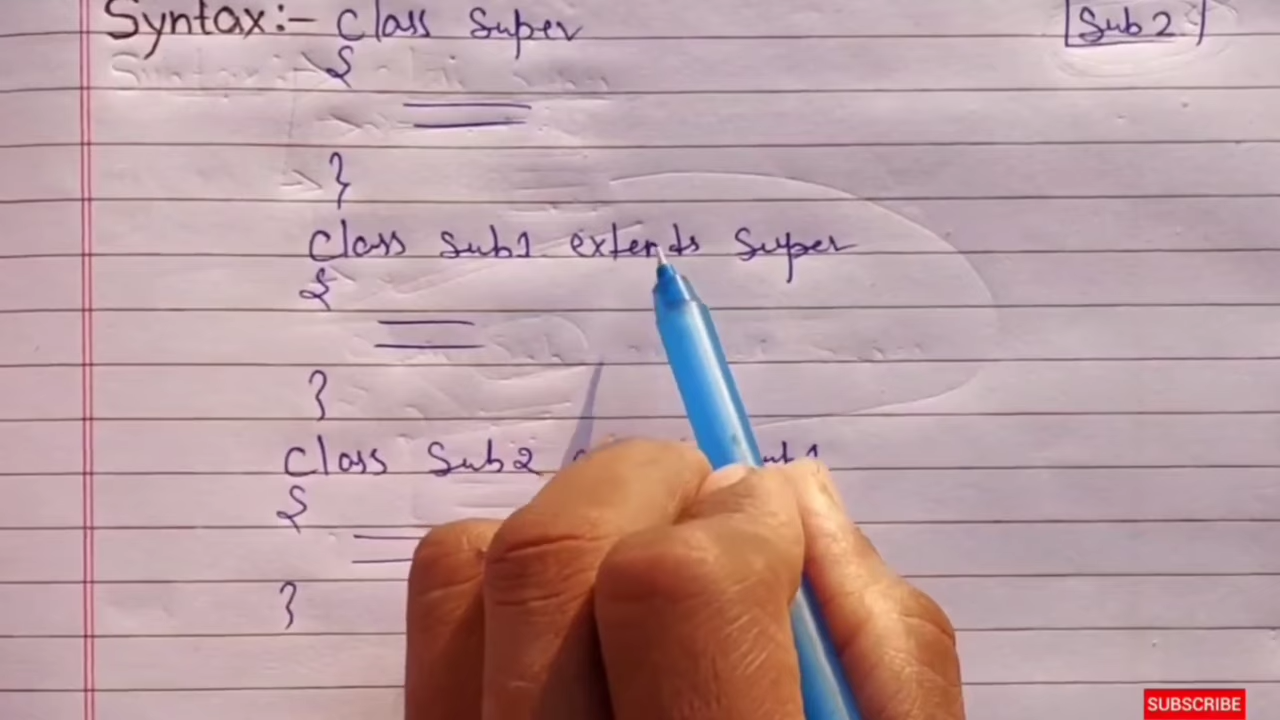 Syntax:- Class Super
Sub 2
{
}
Class Sub1 extends Super
{
}
Class Sub2
{
}
SUBSCRIBE